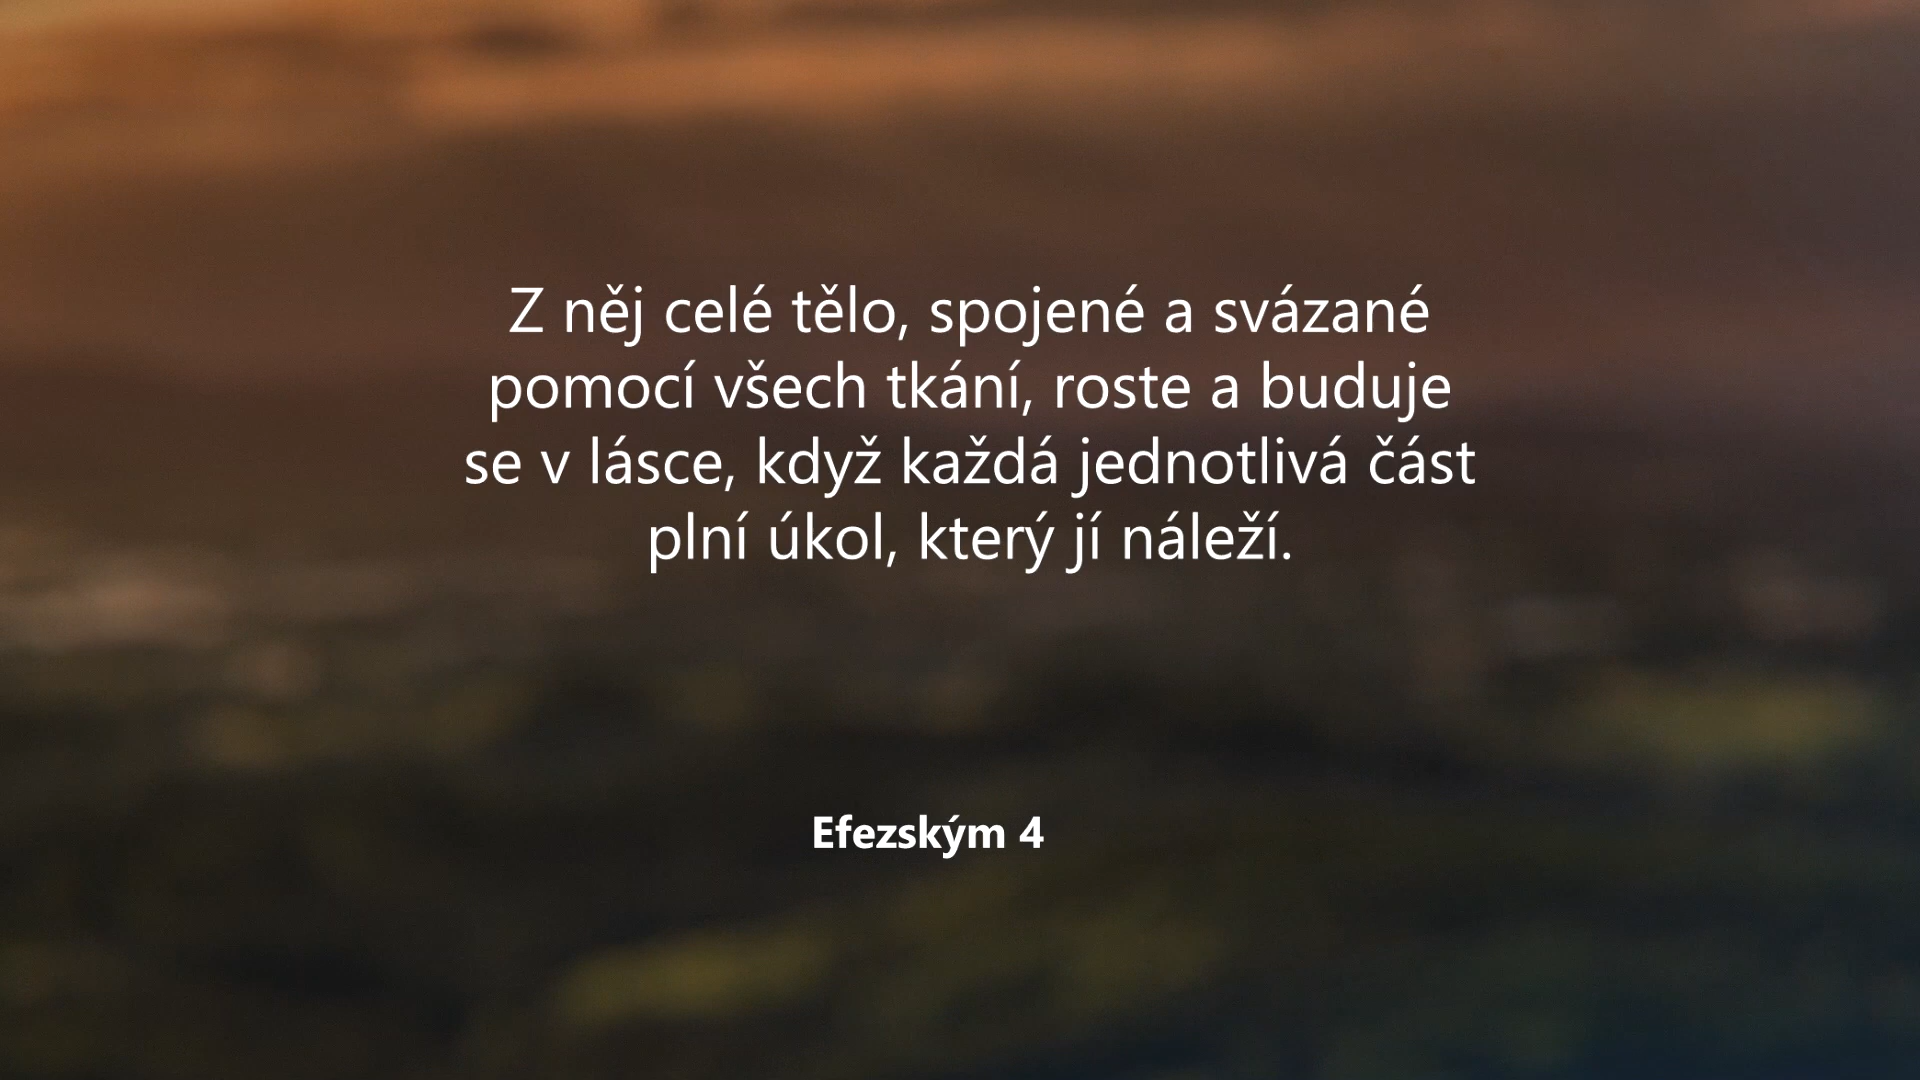 Z něj celé tělo, spojené a svázané
pomocí všech tkání, roste a buduje
se v lásce, když každá jednotlivá část
plní úkol, který jí náleží.
Efezským 4